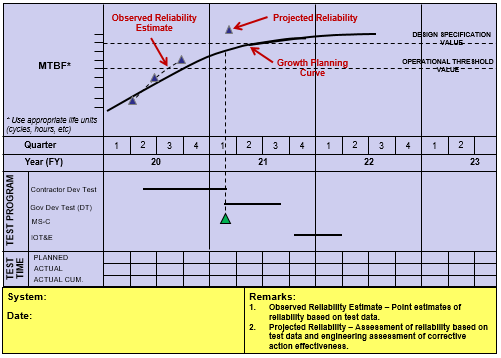 Observed Reliability
Estimate
Projected Reliability
DESIGN SPECIFICATION
VALUE
MTBF*
OPERATIONAL THRESHOLD
VALUE
Growth Planning
Curve
* Use appropriate life units
(cycles, hours, etc)
Quarter 1 2 3 4 1 2 3 4 1 2 3 4 1 2
Year (FY) 20 21 22 23
TEST PROGRAM
Contractor Dev Test
Gov Dev Test (DT)
MS-C
IOT&E
TEST
TIME
PLANNED
ACTUAL
ACTUAL CUM.
System:
Date:
Remarks:
1. Observed Reliability Estimate – Point estimates of
reliability based on test data.
2. Projected Reliability – Assessment of reliability based on
test data and engineering assessment of corrective
action effectiveness.